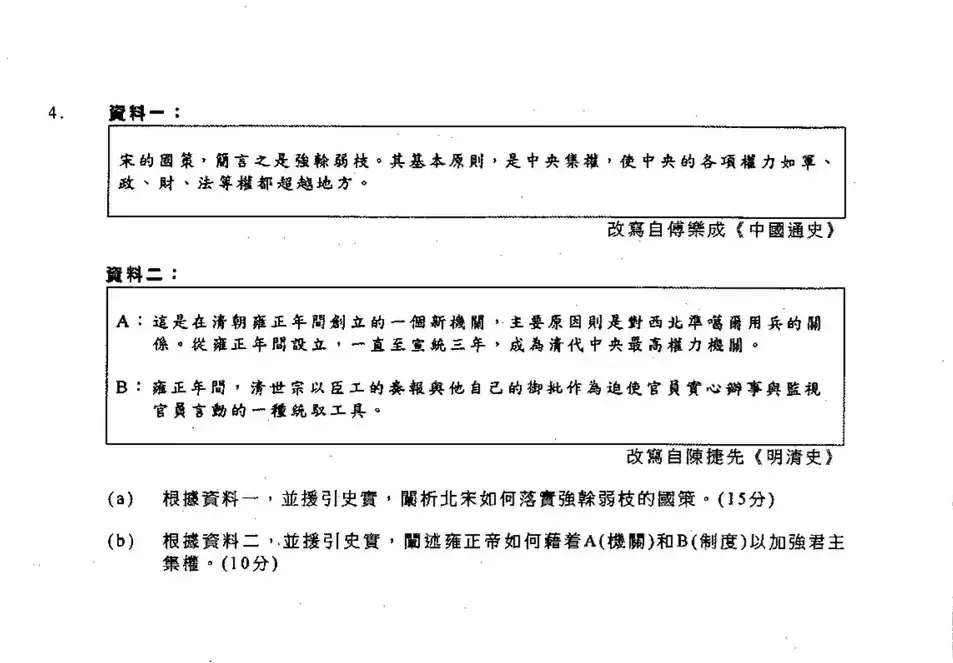 4. 資料一：
宋的國策，簡言之是強榦弱枝。其基本原則，是中央集權，使中央的各項權力如軍、
政、財、法等權都超越地方。
改寫自傅樂成《中國通史》
資料二：
A：這是在清朝雍正年間創立的一個新機關，主要原因則是對西北準噶爾用兵的關
係。從雍正年間設立，一直至宣統三年，成為清代中央最高權力機關。
B：雍正年間，清世宗以臣工的奏報與他自己的御批作為迫使官員實心辦事與監視
官員言動的一種統馭工具。
改寫自陳捷先《明清史》
(a) 根據資料一，並援引史實，闡析北宋如何落實強榦弱枝的國策。(15分)
(b) 根據資料二，並援引史實，闡述雍正帝如何藉着A(機關)和B(制度)以加強君主
集權。(10分)